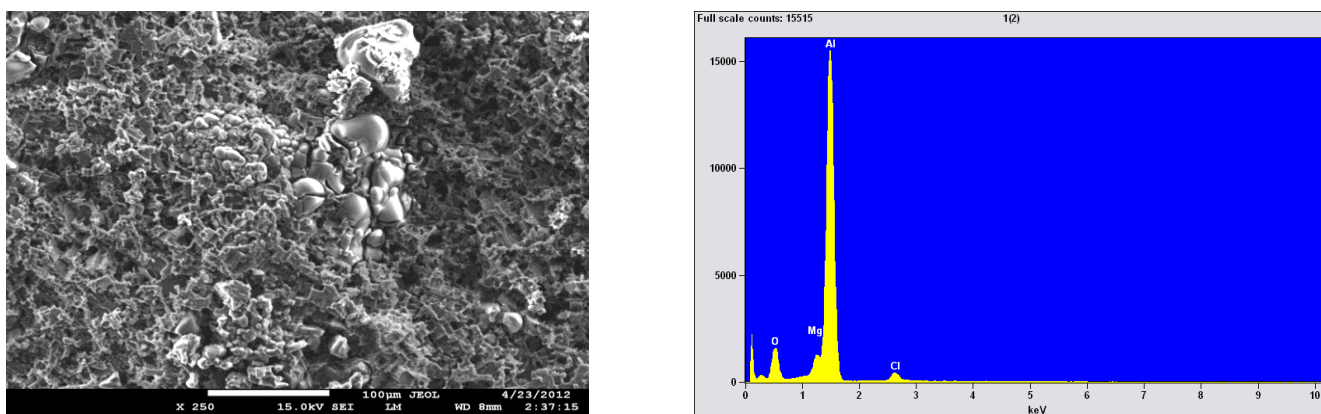 100µm JEOL 4/23/2012
X 250 15.0kV SEI LM WD 8mm 2:37:15
Full scale counts: 15515 1(2)
Al
15000
10000
5000
Mg
O
Cl
0
0 1 2 3 4 5 6 7 8 9 10
keV